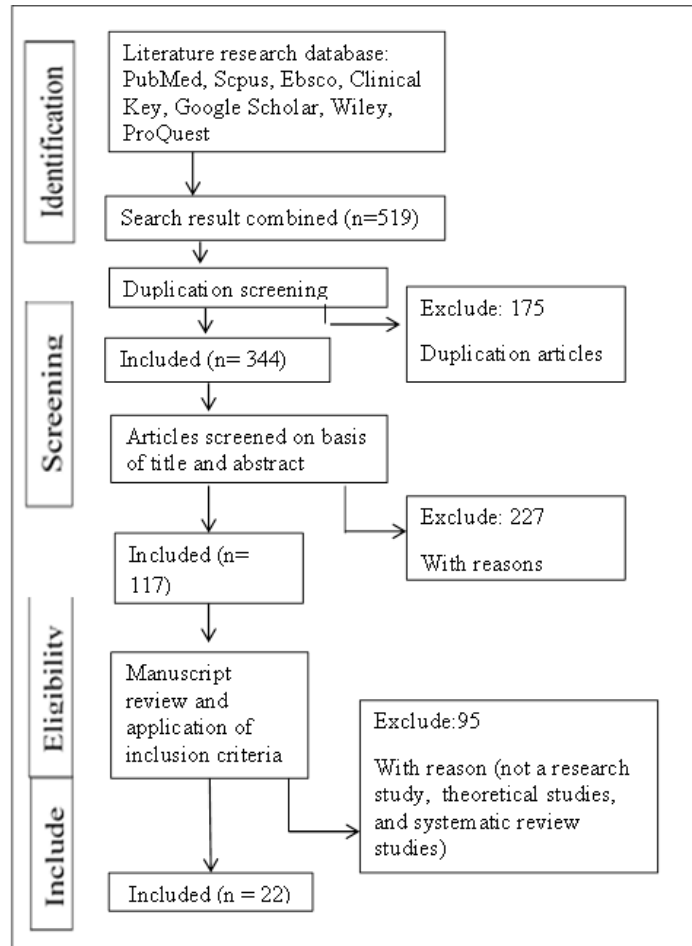 Identification
Literature research database:
PubMed, Scpus, Ebsco, Clinical
Key, Google Scholar, Wiley,
ProQuest
Search result combined (n=519)
Duplication screening
Exclude: 175
Duplication articles
Screening
Included (n= 344)
Articles screened on basis
of title and abstract
Exclude: 227
With reasons
Included (n=
117)
Eligibility
Manuscript
review and
application of
inclusion criteria
Exclude:95
With reason (not a research
study, theoretical studies,
and systematic review
studies)
Include
Included (n = 22)